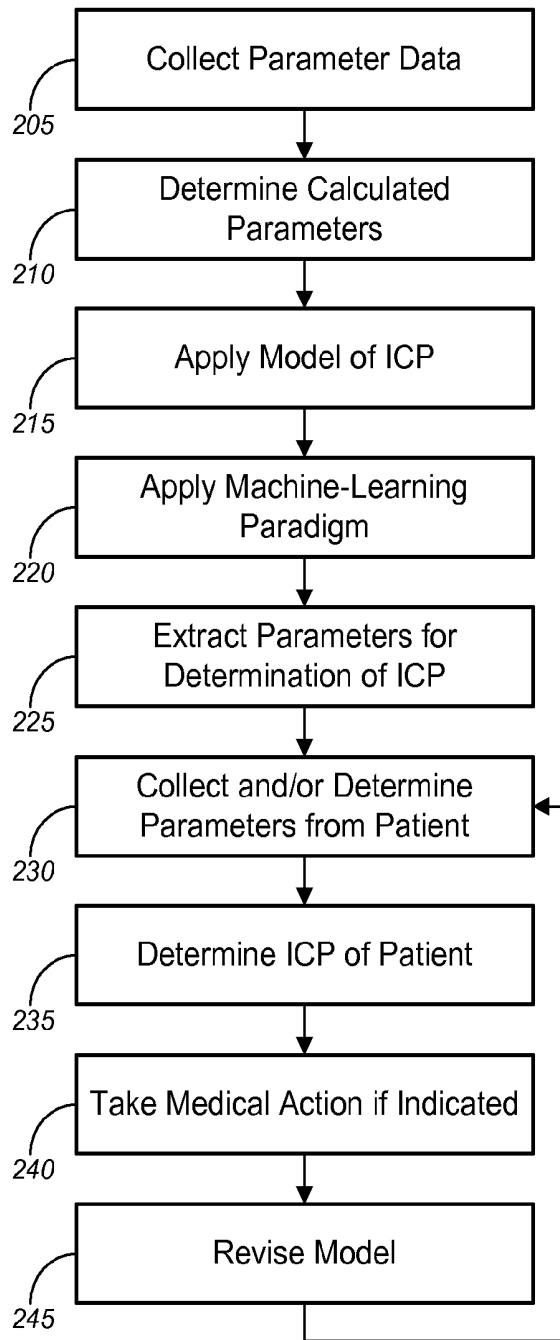 Collect Parameter Data
205
Determine Calculated
Parameters
210
Apply Model of ICP
215
Apply Machine-Learning
Paradigm
220
Extract Parameters for
Determination of ICP
225
Collect and/or Determine
Parameters from Patient
230
Determine ICP of Patient
235
Take Medical Action if Indicated
240
Revise Model
245